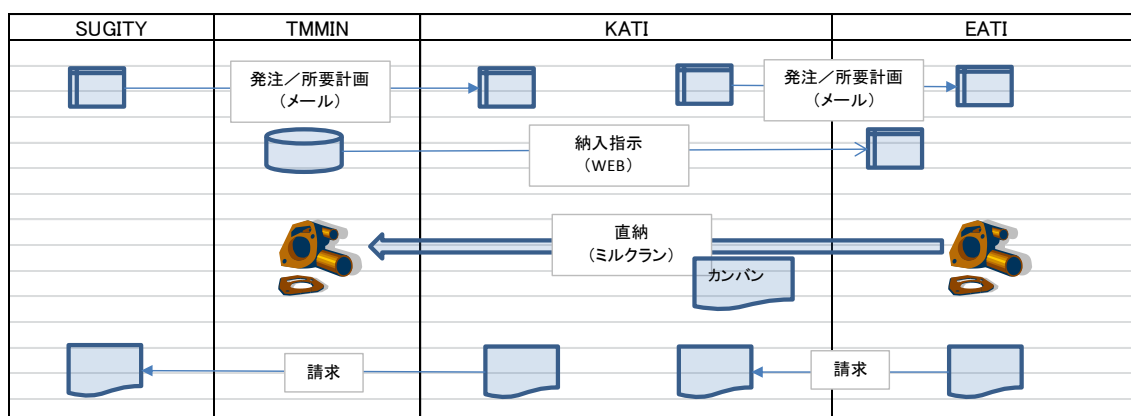 SUGITY
TMMIN
KATI
EATI
発注／所要計画
（メール）
発注／所要計画
（メール）
納入指示
（WEB）
直納
（ミルクラン）
カンバン
請求
請求